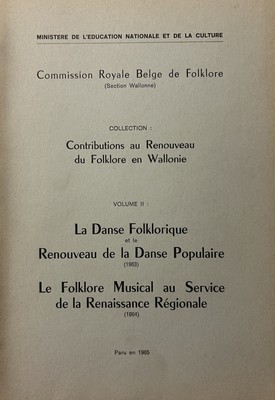 MINISTERE DE L'EDUCATION NATIONALE ET DE LA CULTURE
Commission Royale Belge de Folklore
(Section Wallonne)
COLLECTION :
Contributions au Renouveau
du Folklore en Wallonie
VOLUME II :
La Danse Folklorique
et le
Renouveau de la Danse Populaire
(1963)
Le Folklore Musical au Service
de la Renaissance Régionale
(1964)
Paru en 1965